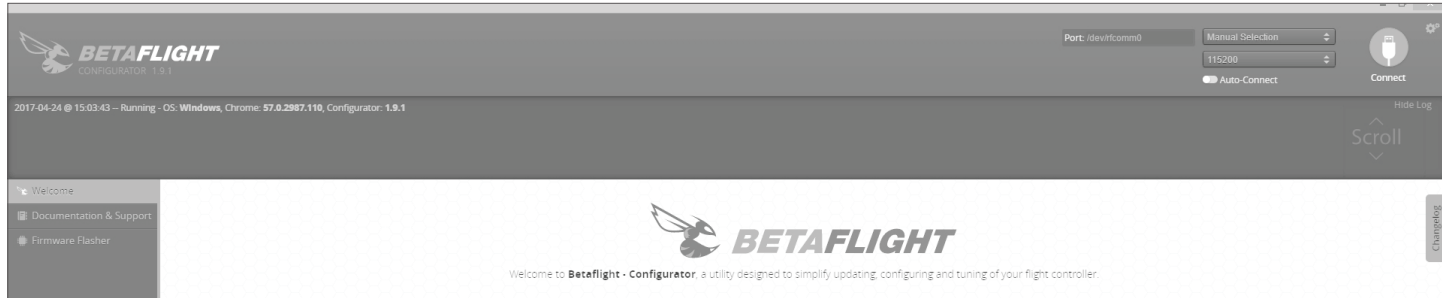 BETAFLIGHT
CONFIGURATOR 1.9.1
Port: /dev/rfcomm0
Manual Selection
115200
Auto-Connect
Connect
2017-04-24 @ 15:03:43 -- Running - OS: Windows, Chrome: 57.0.2987.110, Configurator: 1.9.1
Hide Log
Scroll
Welcome
Documentation & Support
Firmware Flasher
BETAFLIGHT
Welcome to Betaflight - Configurator, a utility designed to simplify updating, configuring and tuning of your flight controller.
Changelog